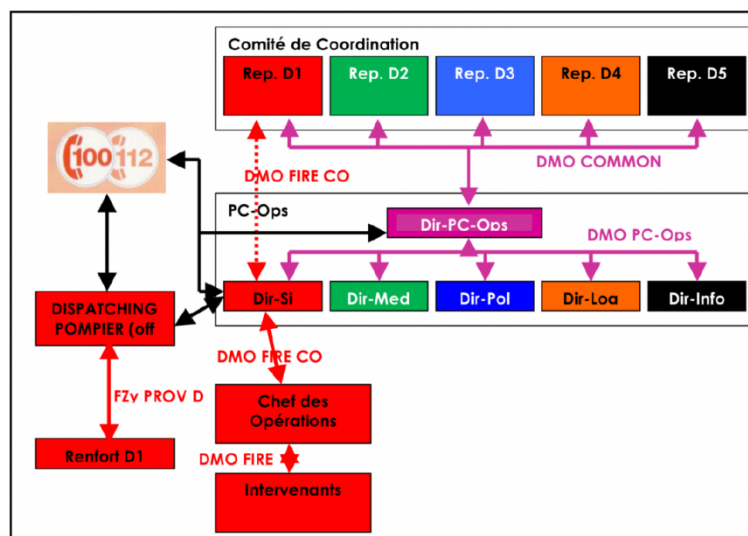 Comité de Coordination
Rep. D1
Rep. D2
Rep. D3
Rep. D4
Rep. D5
100 112
DMO COMMON
DMO FIRE CO
PC-Ops
Dir-PC-Ops
DMO PC-Ops
Dir-Si
Dir-Med
Dir-Pol
Dir-Loa
Dir-Info
DISPATCHING
POMPIER (off
DMO FIRE CO
FZv PROV D
Chef des
Opérations
Renfort D1
DMO FIRE
Intervenants